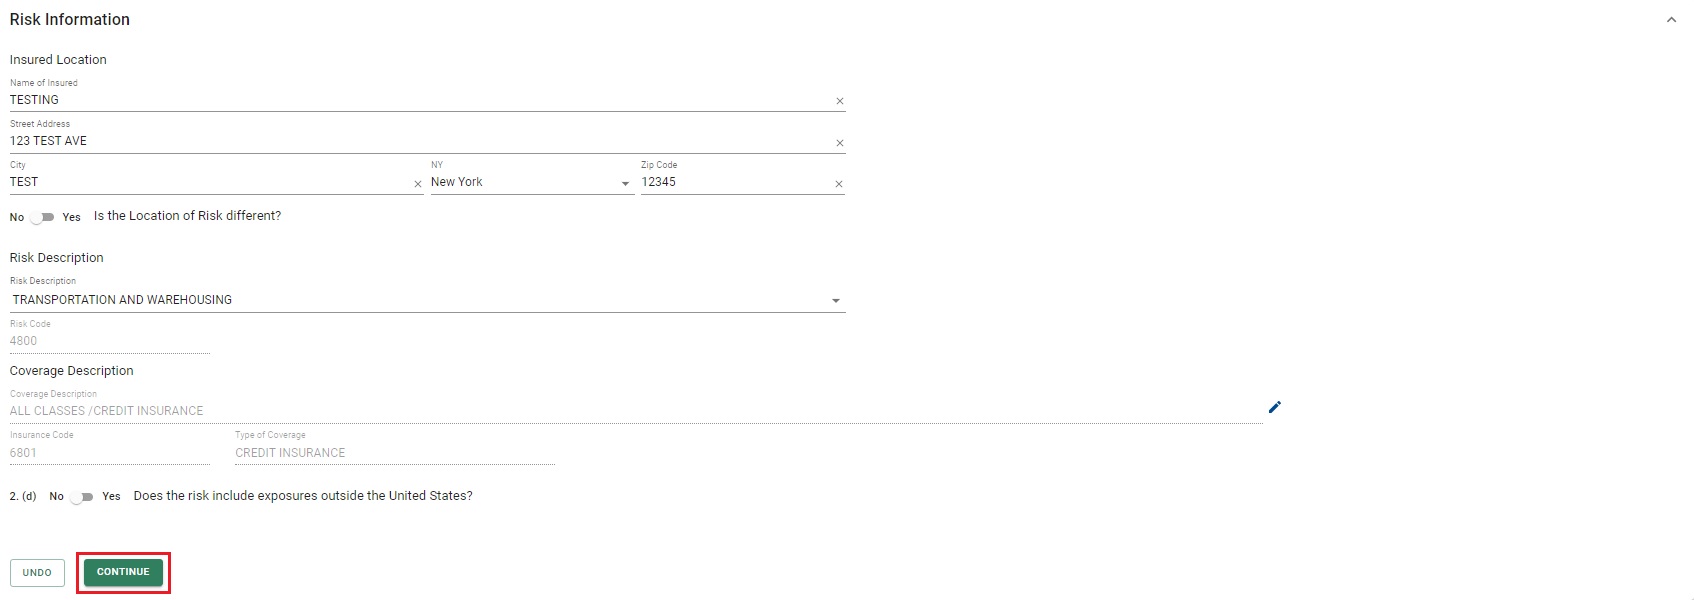 Risk Information
Insured Location
Name of Insured
TESTING
Street Address
123 TEST AVE
City NY Zip Code
TEST New York 12345
No Yes Is the Location of Risk different?
Risk Description
Risk Description
TRANSPORTATION AND WAREHOUSING
Risk Code
4800
Coverage Description
Coverage Description
ALL CLASSES /CREDIT INSURANCE
Insurance Code Type of Coverage
6801 CREDIT INSURANCE
2. (d) No Yes Does the risk include exposures outside the United States?
UNDO CONTINUE